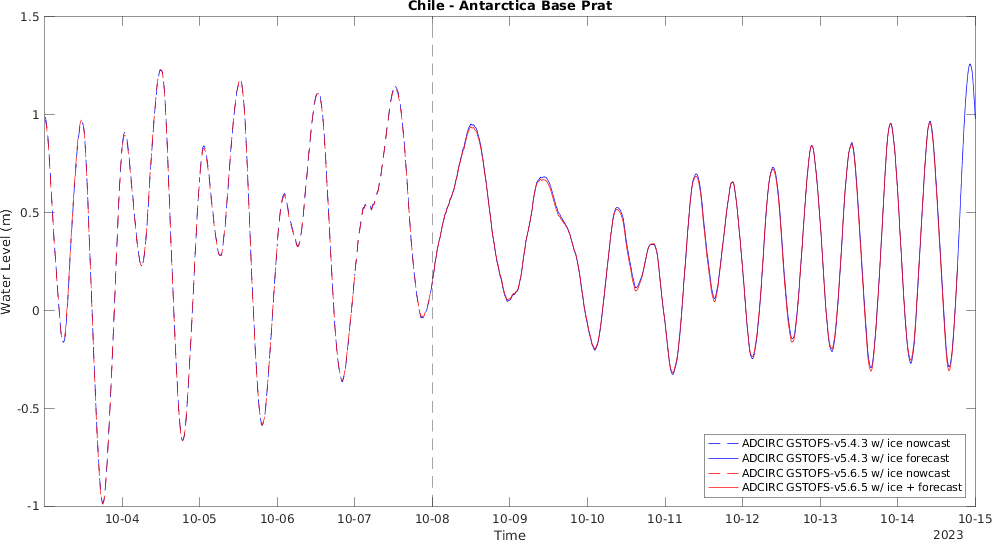 Chile - Antarctica Base Prat
1.5
1
0.5
0
-0.5
-1
Water Level (m)
ADCIRC GSTOFS-v5.4.3 w/ ice nowcast
ADCIRC GSTOFS-v5.4.3 w/ ice forecast
ADCIRC GSTOFS-v5.6.5 w/ ice nowcast
ADCIRC GSTOFS-v5.6.5 w/ ice + forecast
10-04 10-05 10-06 10-07 10-08 10-09 10-10 10-11 10-12 10-13 10-14 10-15
Time
2023